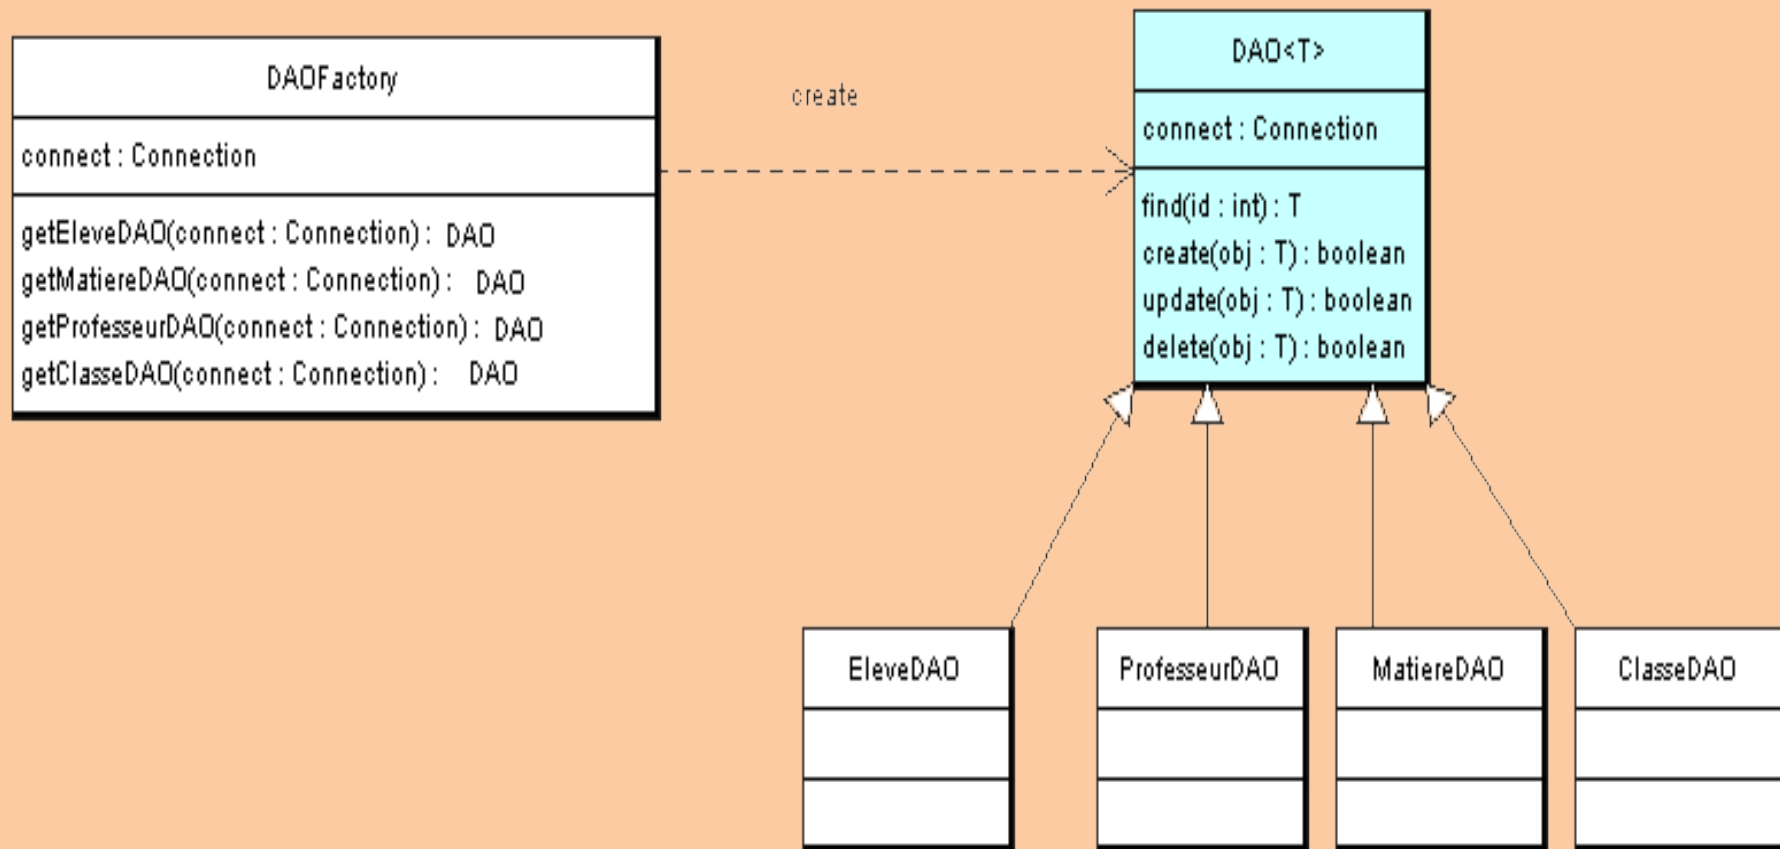 DAOFactory
connect : Connection
getEleveDAO(connect : Connection) : DAO
getMatiereDAO(connect : Connection) : DAO
getProfesseurDAO(connect : Connection) : DAO
getClasseDAO(connect : Connection) : DAO
create
DAO<T>
connect : Connection
find(id : int) : T
create(obj : T) : boolean
update(obj : T) : boolean
delete(obj : T) : boolean
EleveDAO
ProfesseurDAO
MatiereDAO
ClasseDAO